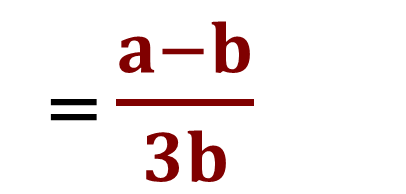 = a−b
3b